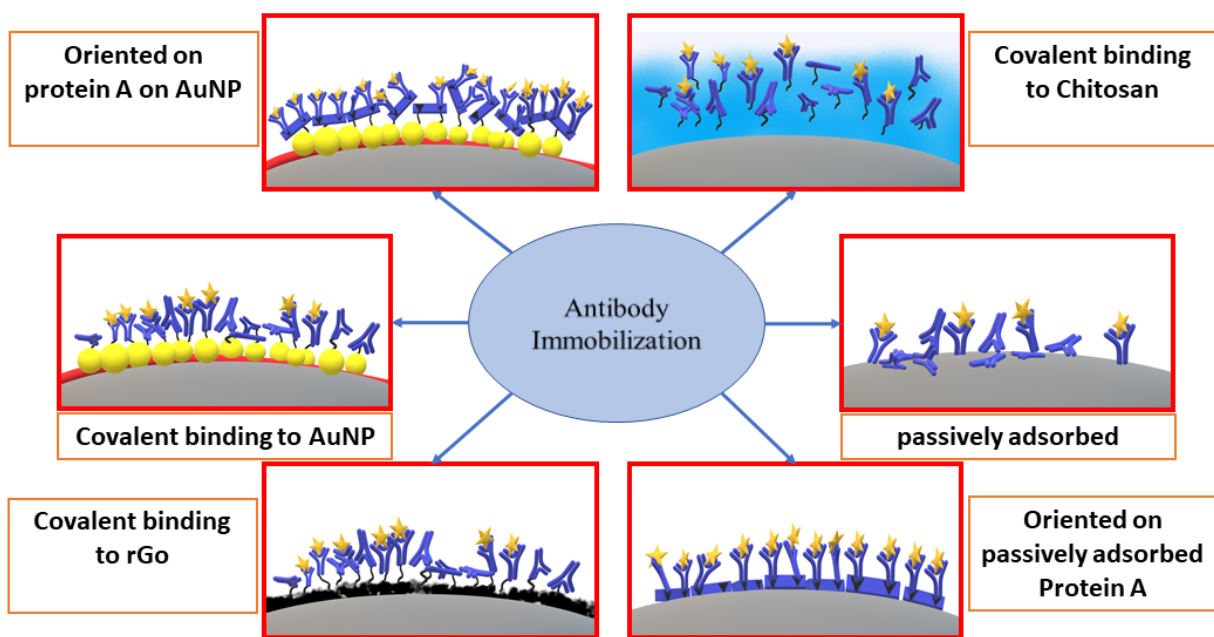 Oriented on
protein A on AuNP
Covalent binding
to Chitosan
Antibody
Immobilization
Covalent binding to AuNP
passively adsorbed
Covalent binding
to rGo
Oriented on
passively adsorbed
Protein A